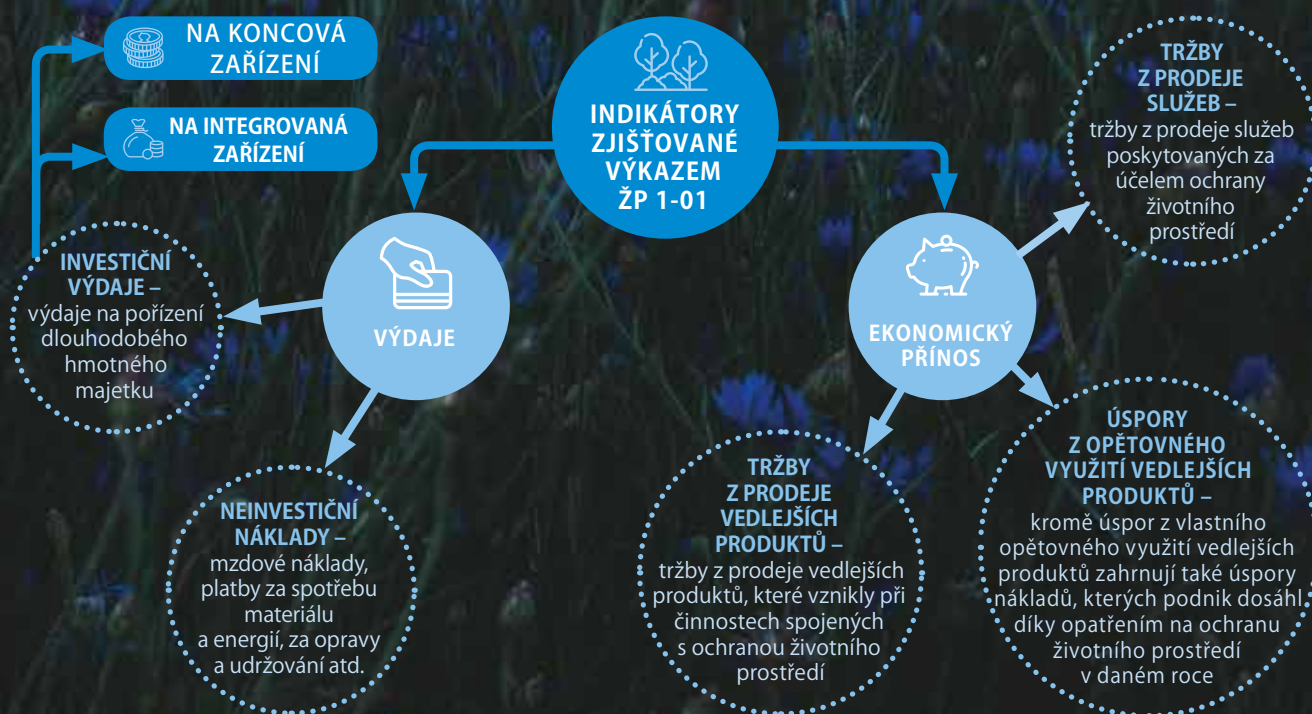 NA KONCOVÁ
ZAŘÍZENÍ
NA INTEGROVANÁ
ZAŘÍZENÍ
INDIKÁTORY
ZJIŠŤOVANÉ
VÝKAZEM
ŽP 1-01
TRŽBY
Z PRODEJE
SLUŽEB –
tržby z prodeje služeb
poskytovaných za
účelem ochrany
životního
prostředí
INVESTIČNÍ
VÝDAJE –
výdaje na pořízení
dlouhodobého
hmotného
majetku
VÝDAJE
EKONOMICKÝ
PŘÍNOS
NEINVESTIČNÍ
NÁKLADY –
mzdové náklady,
platby za spotřebu
materiálu
a energií, za opravy
a udržování atd.
TRŽBY
Z PRODEJE
VEDLEJŠÍCH
PRODUKTŮ –
tržby z prodeje vedlejších
produktů, které vznikly při
činnostech spojených
s ochranou životního
prostředí
ÚSPORY
Z OPĚTOVNÉHO
VYUŽITÍ VEDLEJŠÍCH
PRODUKTŮ –
kromě úspor z vlastního
opětovného využití vedlejších
produktů zahrnují také úspory
nákladů, kterých podnik dosáhl
díky opatřením na ochranu
životního prostředí
v daném roce